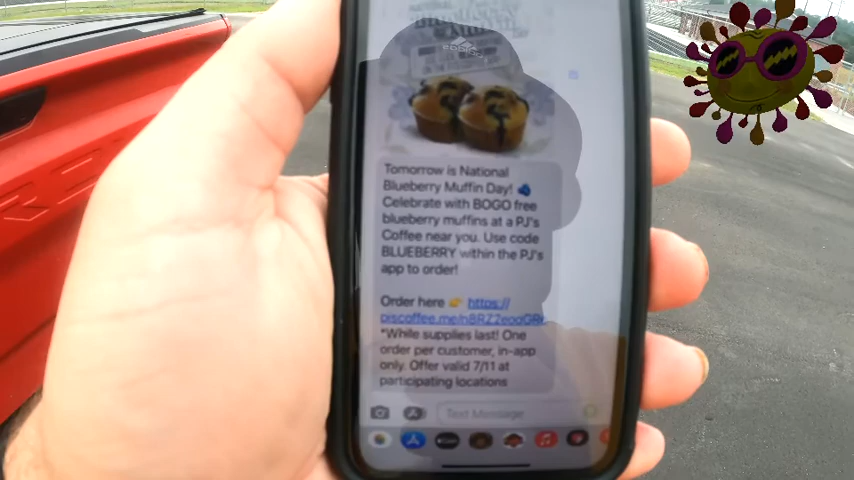 adidas
Tomorrow is National
Blueberry Muffin Day! 🫐
Celebrate with BOGO free
blueberry muffins at a PJ's
Coffee near you. Use code
BLUEBERRY within the PJ's
app to order!
Order here 👉 https://
*While supplies last! One
order per customer, in-app
only. Offer valid 7/11 at
participating locations
Text Message